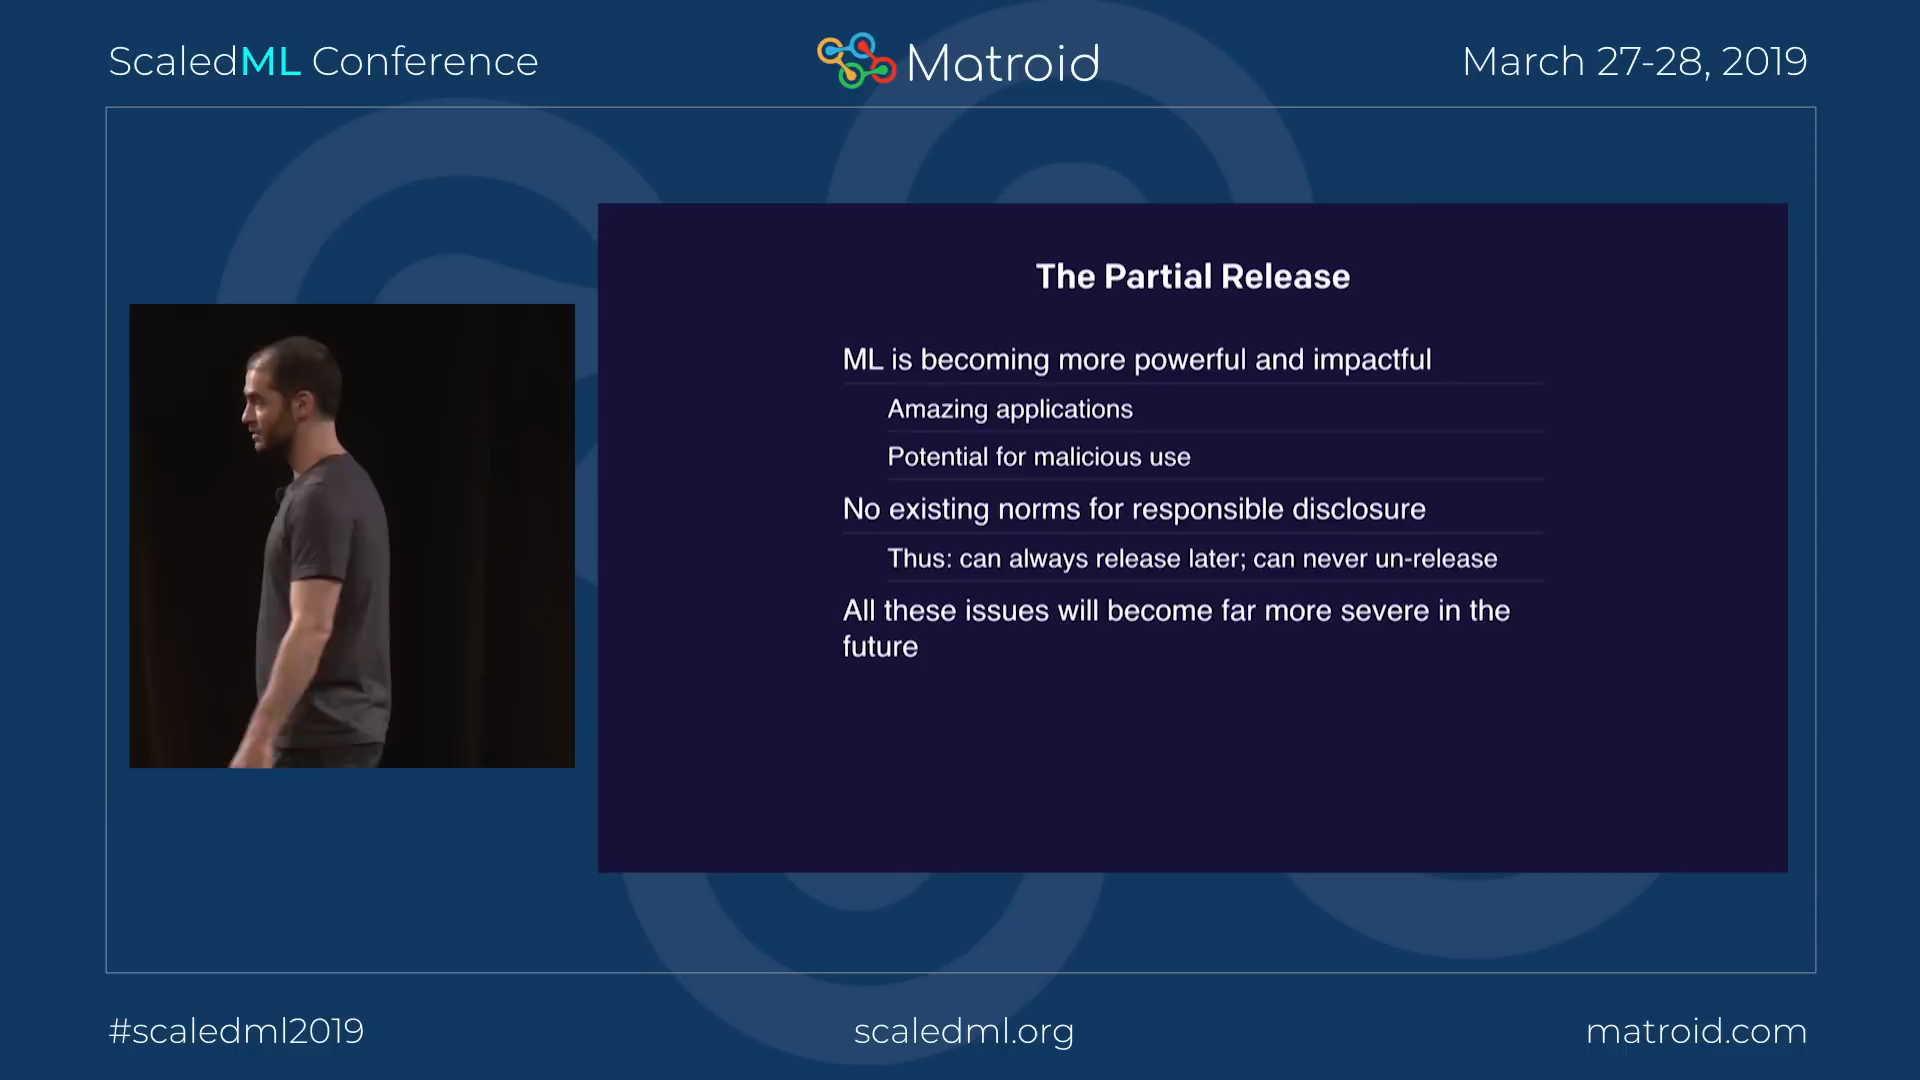 ScaledML Conference
Matroid
March 27-28, 2019
The Partial Release
ML is becoming more powerful and impactful
Amazing applications
Potential for malicious use
No existing norms for responsible disclosure
Thus: can always release later; can never un-release
All these issues will become far more severe in the
future
#scaledml2019
scaledml.org
matroid.com